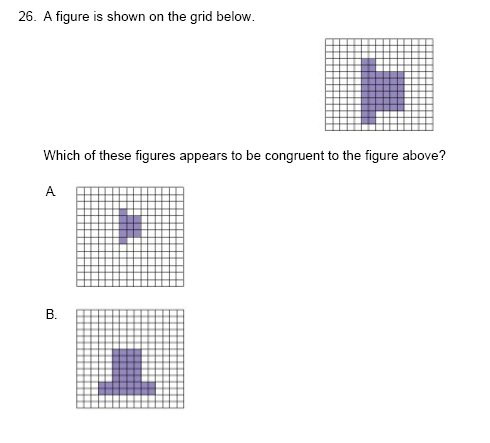 26. A figure is shown on the grid below.
Which of these figures appears to be congruent to the figure above?
A
B.